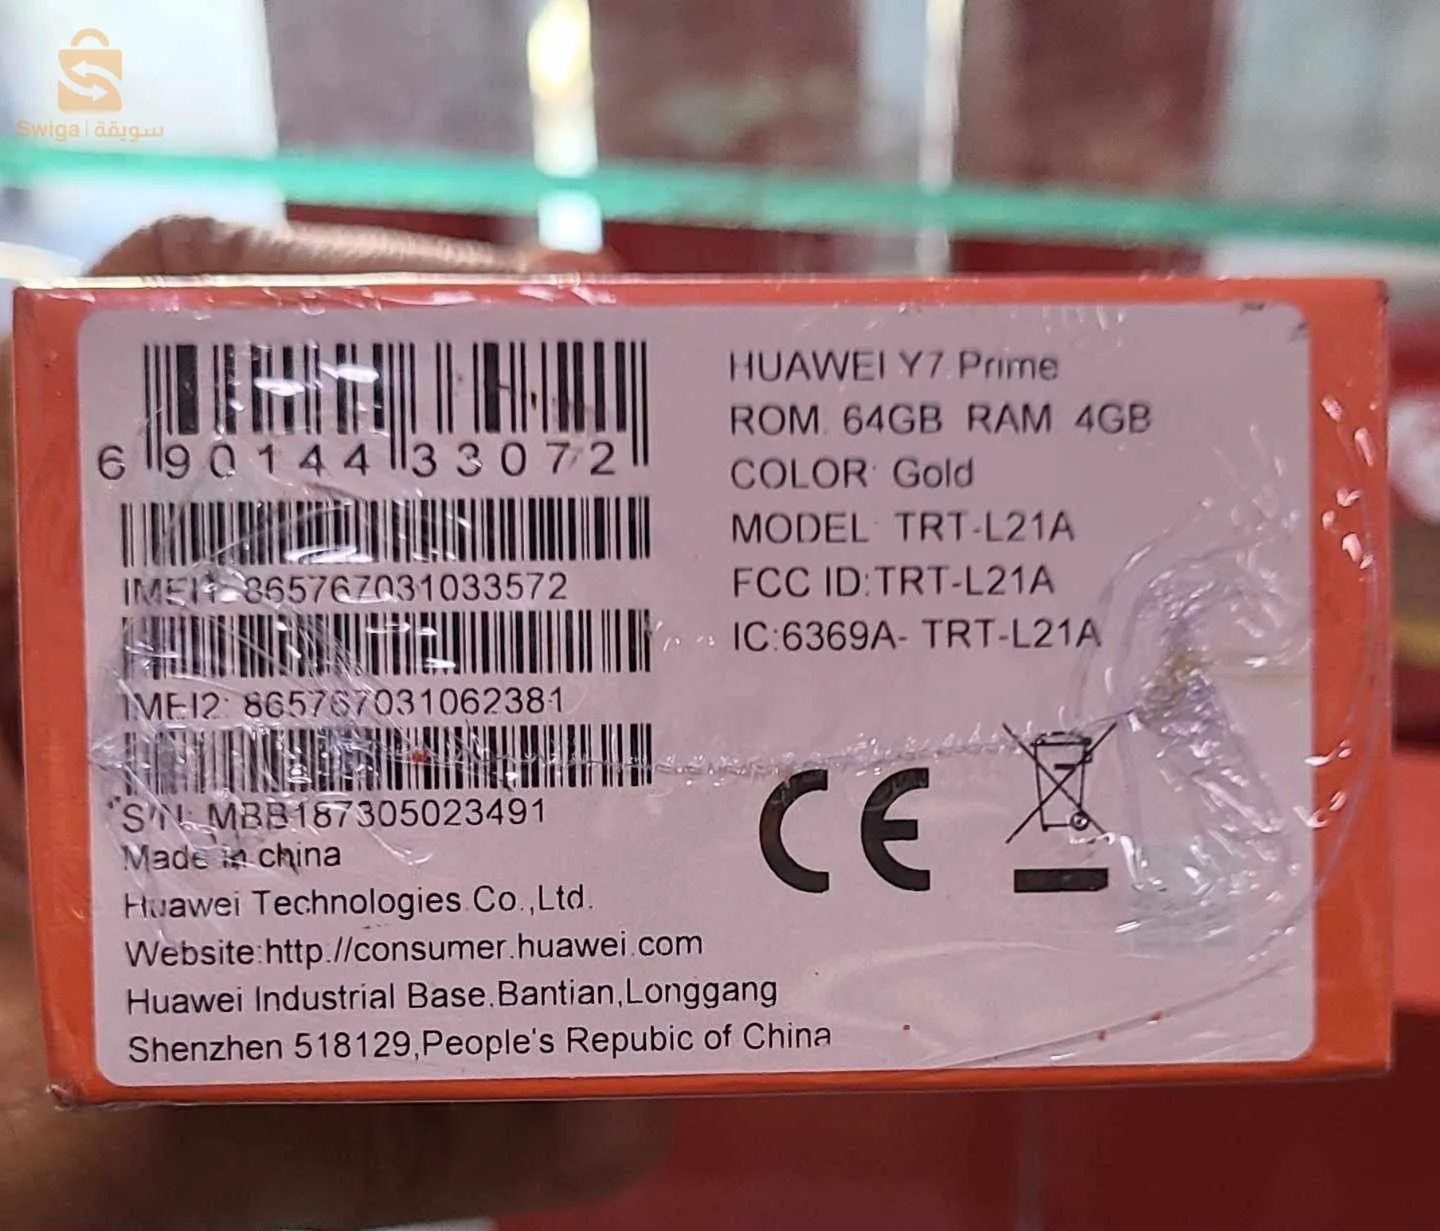 Swiga | سويقة
6 901443 33072
IMEI1: 865767031033572
IMEI2: 865767031062381
S/N: MBB187305023491
Made in china
Huawei Technologies Co.,Ltd.
Website:http://consumer.huawei.com
Huawei Industrial Base.Bantian,Longgang
Shenzhen 518129,People's Repubic of China
HUAWEI Y7 Prime
ROM 64GB RAM 4GB
COLOR: Gold
MODEL TRT-L21A
FCC ID:TRT-L21A
IC:6369A- TRT-L21A
CE